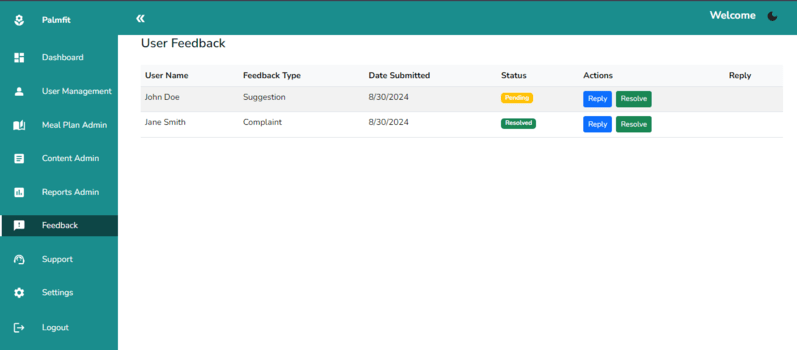 Palmfit
«
Welcome
Dashboard
User Management
Meal Plan Admin
Content Admin
Reports Admin
Feedback
Support
Settings
Logout
User Feedback
User Name Feedback Type Date Submitted Status Actions Reply
John Doe Suggestion 8/30/2024 Pending Reply Resolve
Jane Smith Complaint 8/30/2024 Resolved Reply Resolve